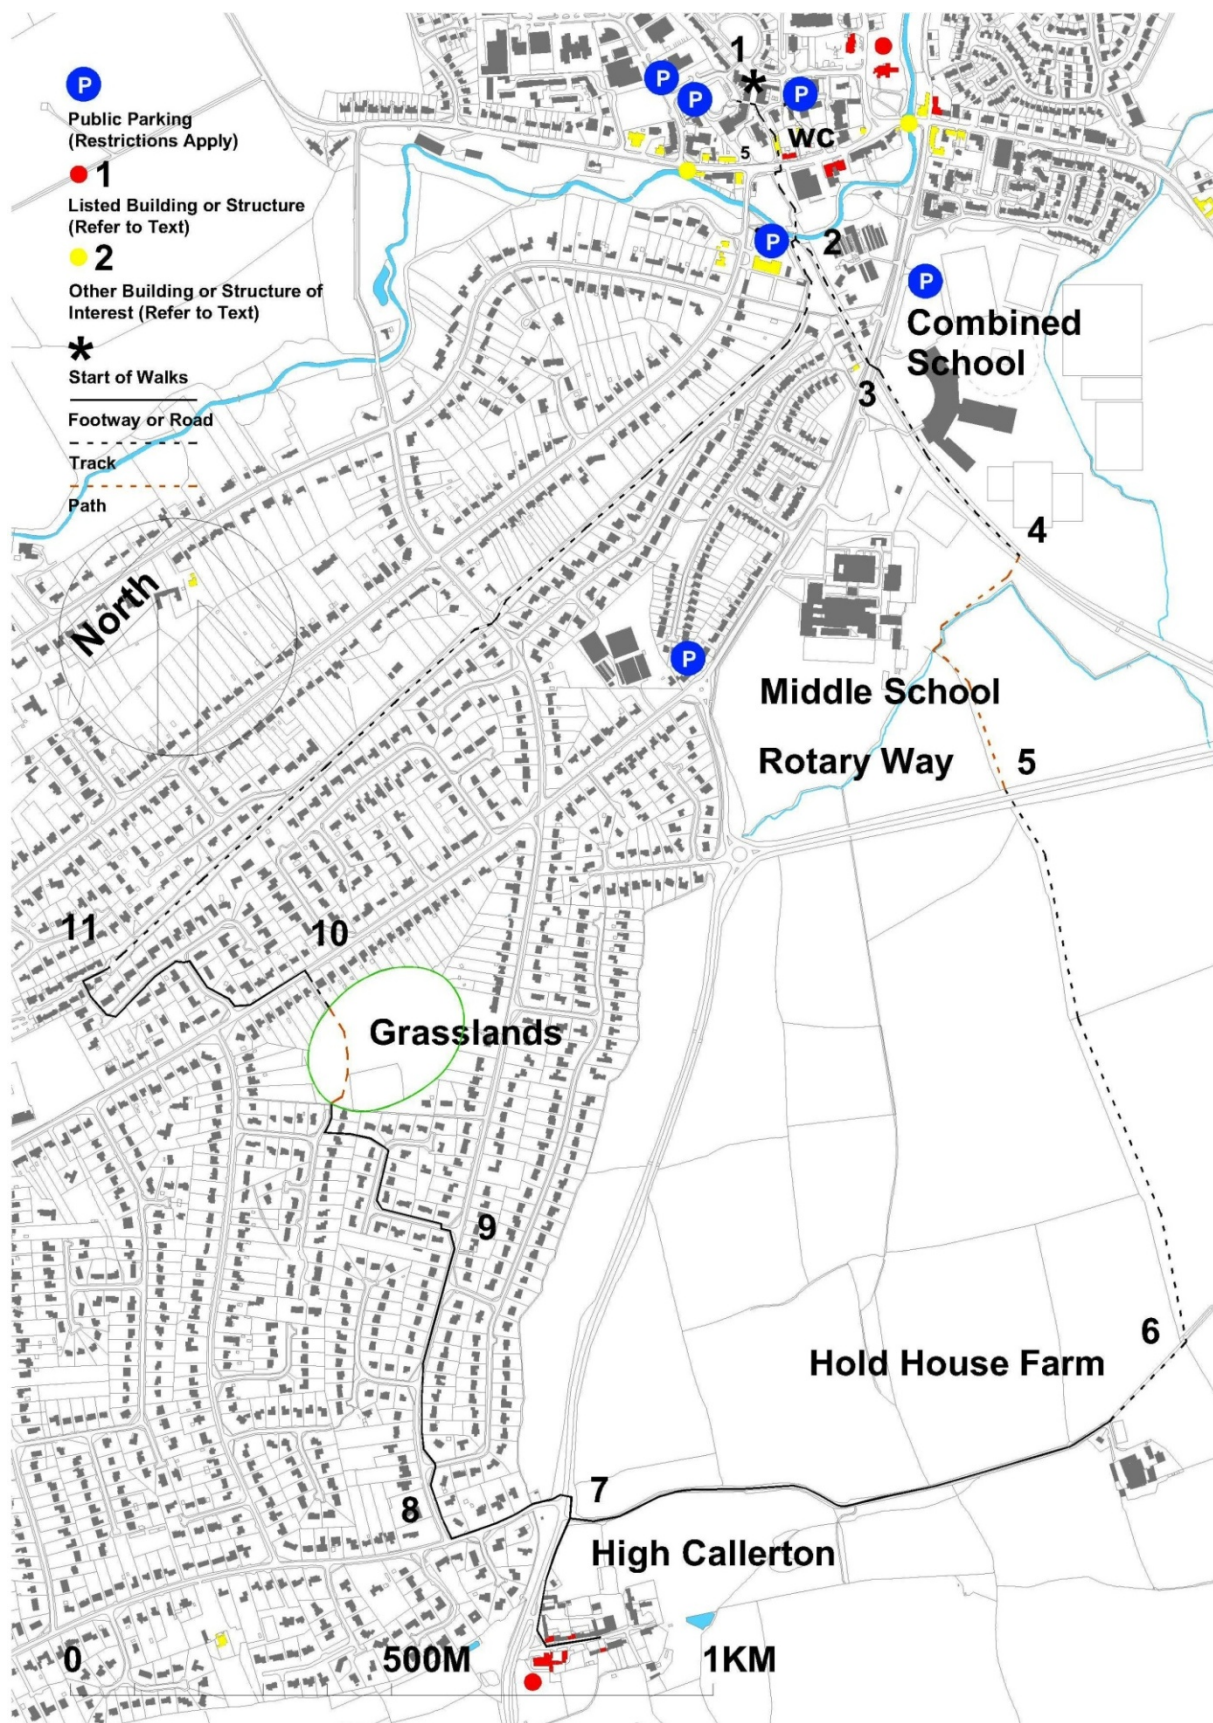 P
Public Parking
(Restrictions Apply)
1
Listed Building or Structure
(Refer to Text)
2
Other Building or Structure of
Interest (Refer to Text)
*
Start of Walks
Footway or Road
Track
Path
North
1
*
P
P
P
WC
5
P
2
P
Combined
School
3
4
P
Middle School
Rotary Way
5
11
10
Grasslands
9
6
Hold House Farm
7
8
High Callerton
0
500M
1KM